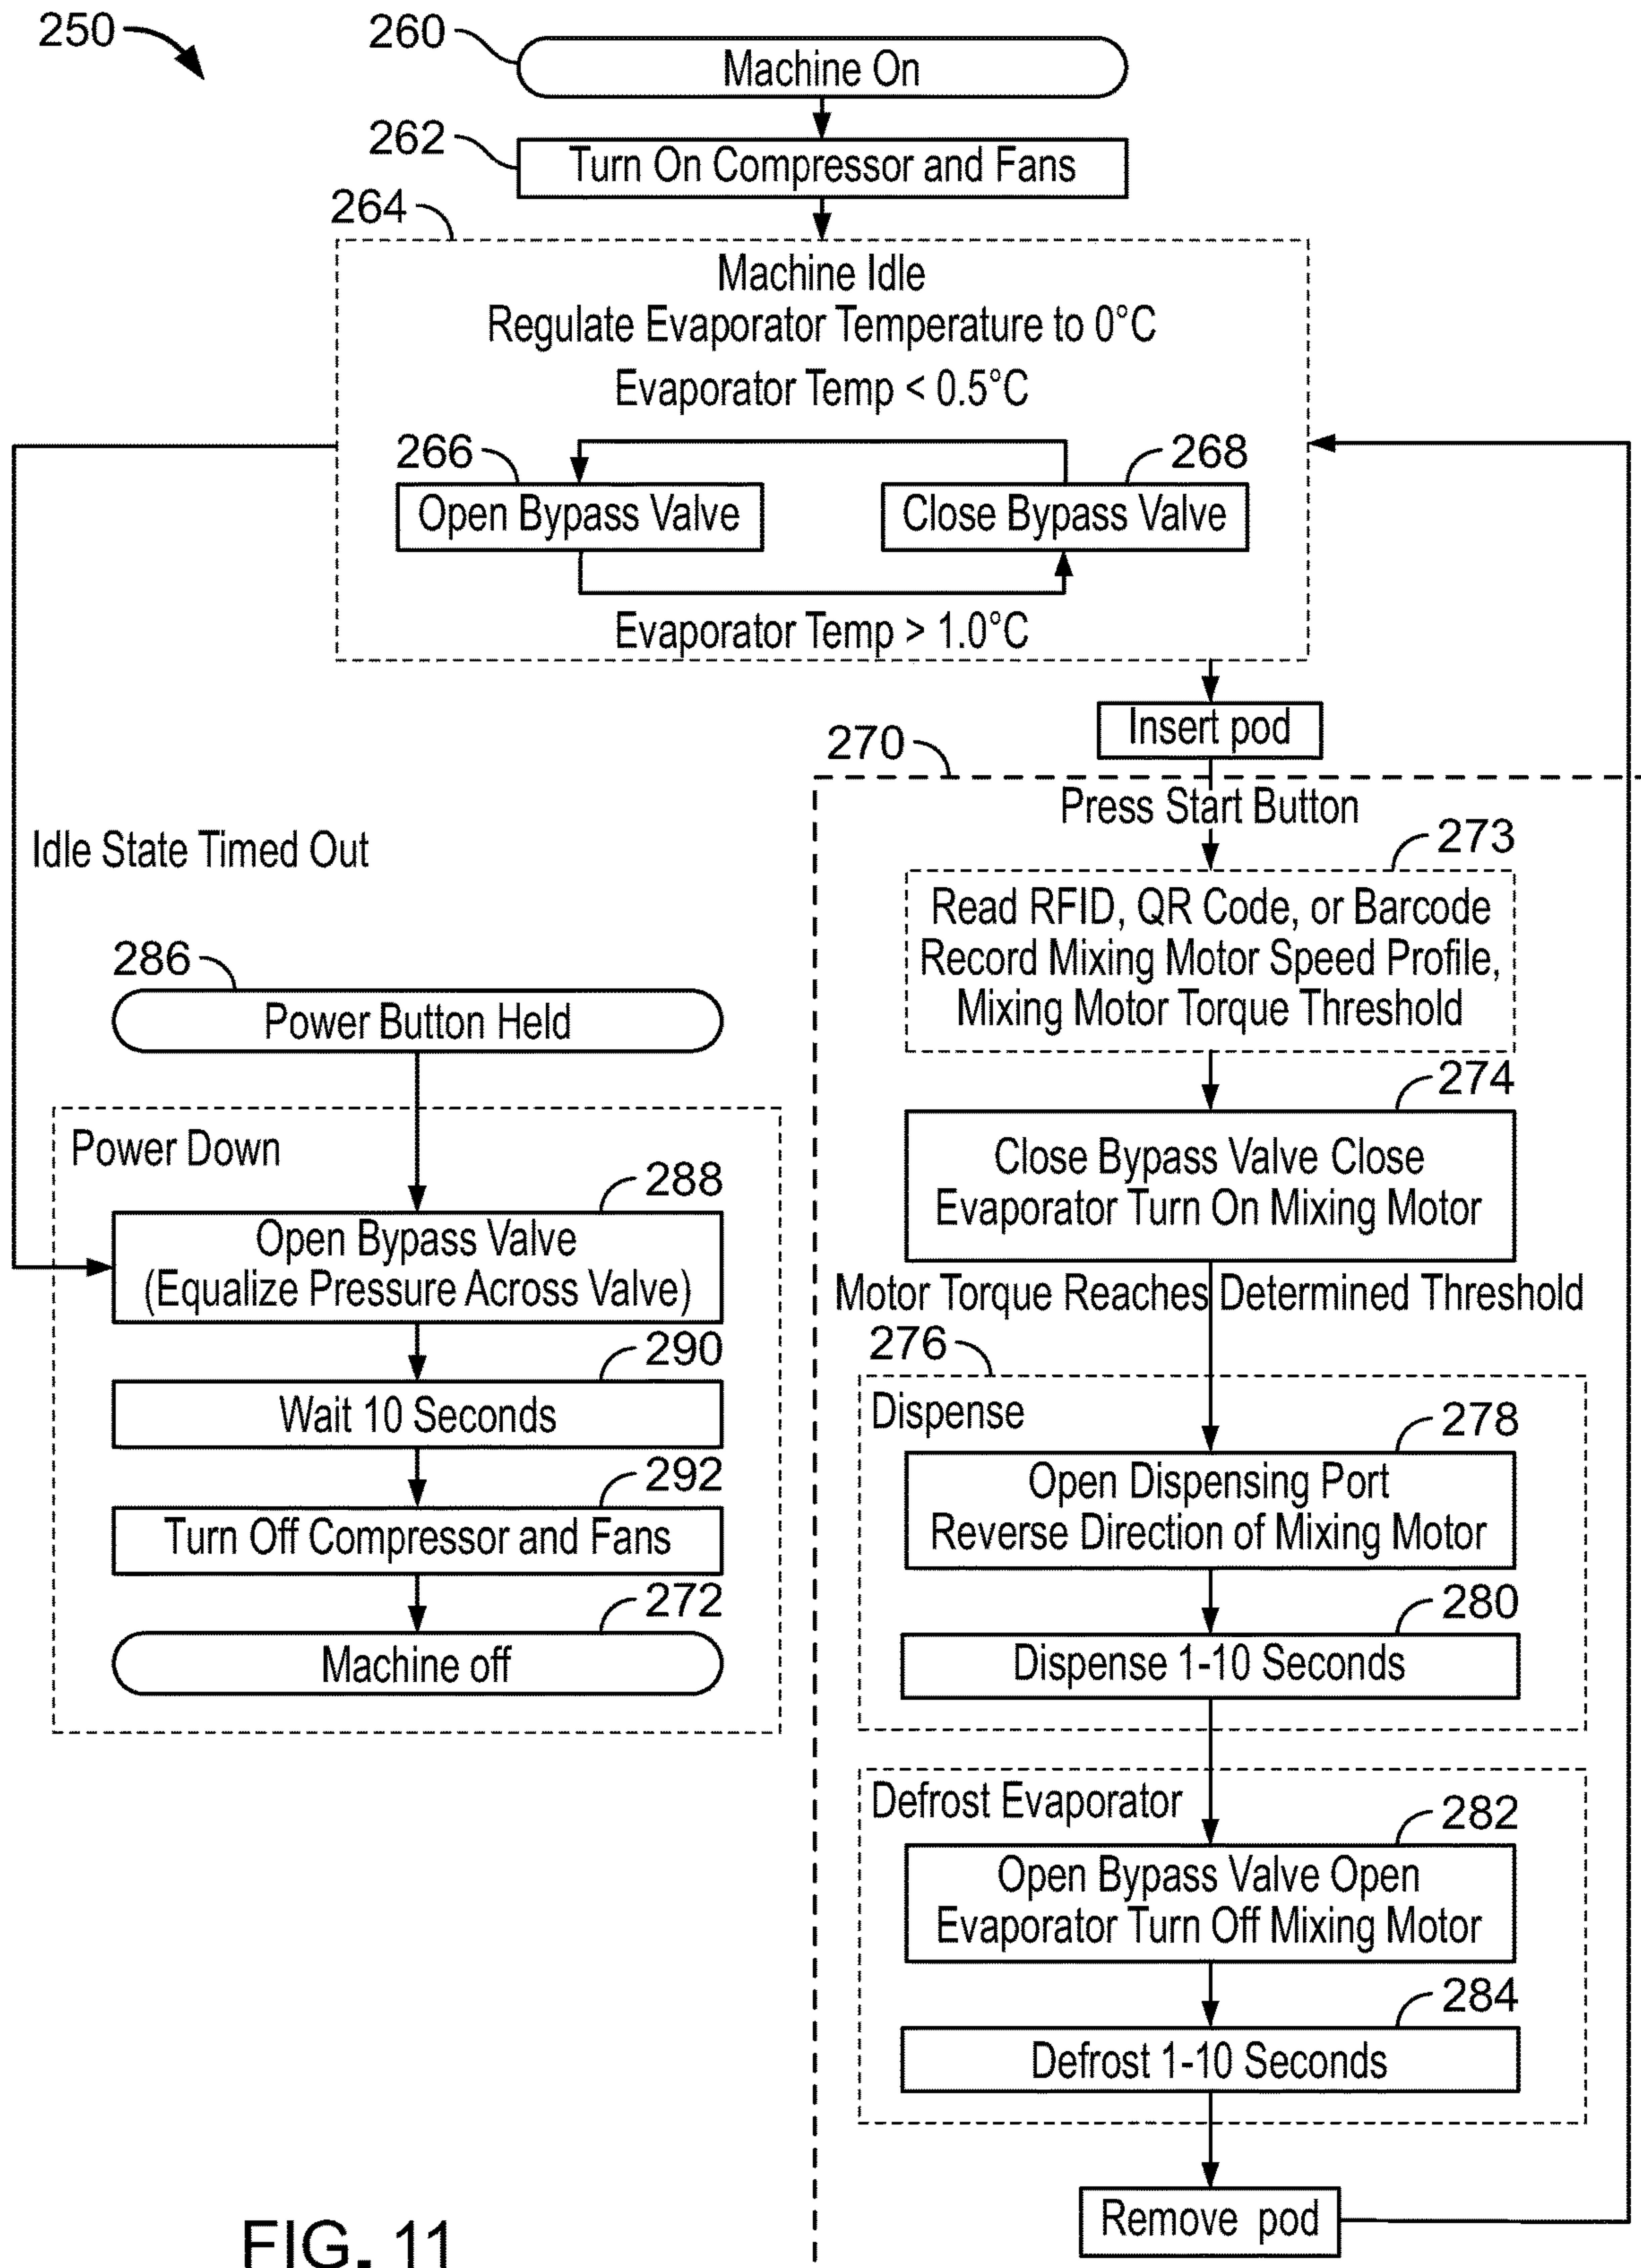 250
260
Machine On
262
Turn On Compressor and Fans
264
Machine Idle
Regulate Evaporator Temperature to 0°C
Evaporator Temp < 0.5°C
266
268
Open Bypass Valve
Close Bypass Valve
Evaporator Temp > 1.0°C
Insert pod
270
Press Start Button
273
Read RFID, QR Code, or Barcode
Record Mixing Motor Speed Profile,
Mixing Motor Torque Threshold
274
Close Bypass Valve Close
Evaporator Turn On Mixing Motor
Motor Torque Reaches Determined Threshold
276
Dispense
278
Open Dispensing Port
Reverse Direction of Mixing Motor
280
Dispense 1-10 Seconds
Defrost Evaporator
282
Open Bypass Valve Open
Evaporator Turn Off Mixing Motor
284
Defrost 1-10 Seconds
Remove pod
Idle State Timed Out
286
Power Button Held
Power Down
288
Open Bypass Valve
(Equalize Pressure Across Valve)
290
Wait 10 Seconds
292
Turn Off Compressor and Fans
272
Machine off
FIG. 11